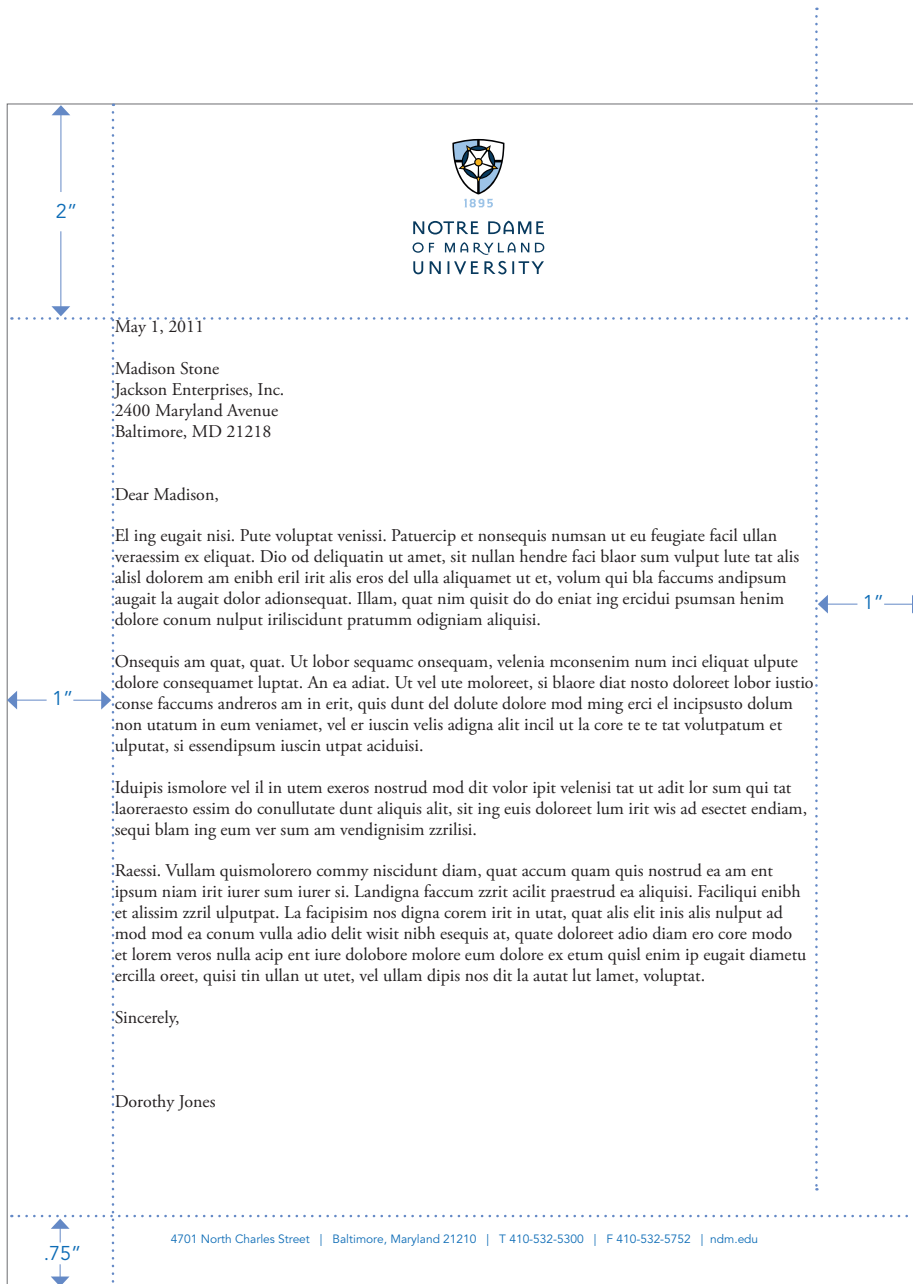 1895
NOTRE DAME
OF MARYLAND
UNIVERSITY
2”
May 1, 2011
Madison Stone
Jackson Enterprises, Inc.
2400 Maryland Avenue
Baltimore, MD 21218
Dear Madison,
El ing eugait nisi. Pute voluptat venissi. Patuercip et nonsequis numsan ut eu feugiate facil ullan
veraessim ex eliquat. Dio od deliquatin ut amet, sit nullan hendre faci blaor sum vulput lute tat alis
alisl dolorem am enibh eril irit alis eros del ulla aliquamet ut et, volum qui bla faccums andipsum
augait la augait dolor adionsequat. Illam, quat nim quisit do do eniat ing ercidui psumsan henim
dolore conum nulput iriliscidunt pratumm odigniam aliquisi.
1”
Onsequis am quat, quat. Ut lobor sequamc onsequam, velenia mconsenim num inci eliquat ulpute
dolore consequamet luptat. An ea adiat. Ut vel ute moloreet, si blaore diat nosto doloreet lobor iustio
conse faccums andreros am in erit, quis dunt del dolute dolore mod ming erci el incipsusto dolum
non utatum in eum veniamet, vel er iuscin velis adigna alit incil ut la core te te tat volutpatum et
ulputat, si essendipsum iuscin utpat aciduisi.
1”
Iduipis ismolore vel il in utem exeros nostrud mod dit volor ipit velenisi tat ut adit lor sum qui tat
laoreraesto essim do conullutate dunt aliquis alit, sit ing euis doloreet lum irit wis ad esectet endiam,
sequi blam ing eum ver sum am vendignisim zzrilisi.
Raessi. Vullam quismolorero commy niscidunt diam, quat accum quam quis nostrud ea am ent
ipsum niam irit iurer sum iurer si. Landigna faccum zzrit acilit praestrud ea aliquisi. Faciliqui enibh
et alissim zzril ulputpat. La facipisim nos digna corem irit in utat, quat alis elit inis alis nulput ad
mod mod ea conum vulla adio delit wisit nibh esequis at, quate doloreet adio diam ero core modo
et lorem veros nulla acip ent iure dolobore molore eum dolore ex etum quisl enim ip eugait diametu
ercilla oreet, quisi tin ullan ut utet, vel ullam dipis nos dit la autat lut lamet, voluptat.
Sincerely,
Dorothy Jones
.75”
4701 North Charles Street | Baltimore, Maryland 21210 | T 410-532-5300 | F 410-532-5752 | ndm.edu